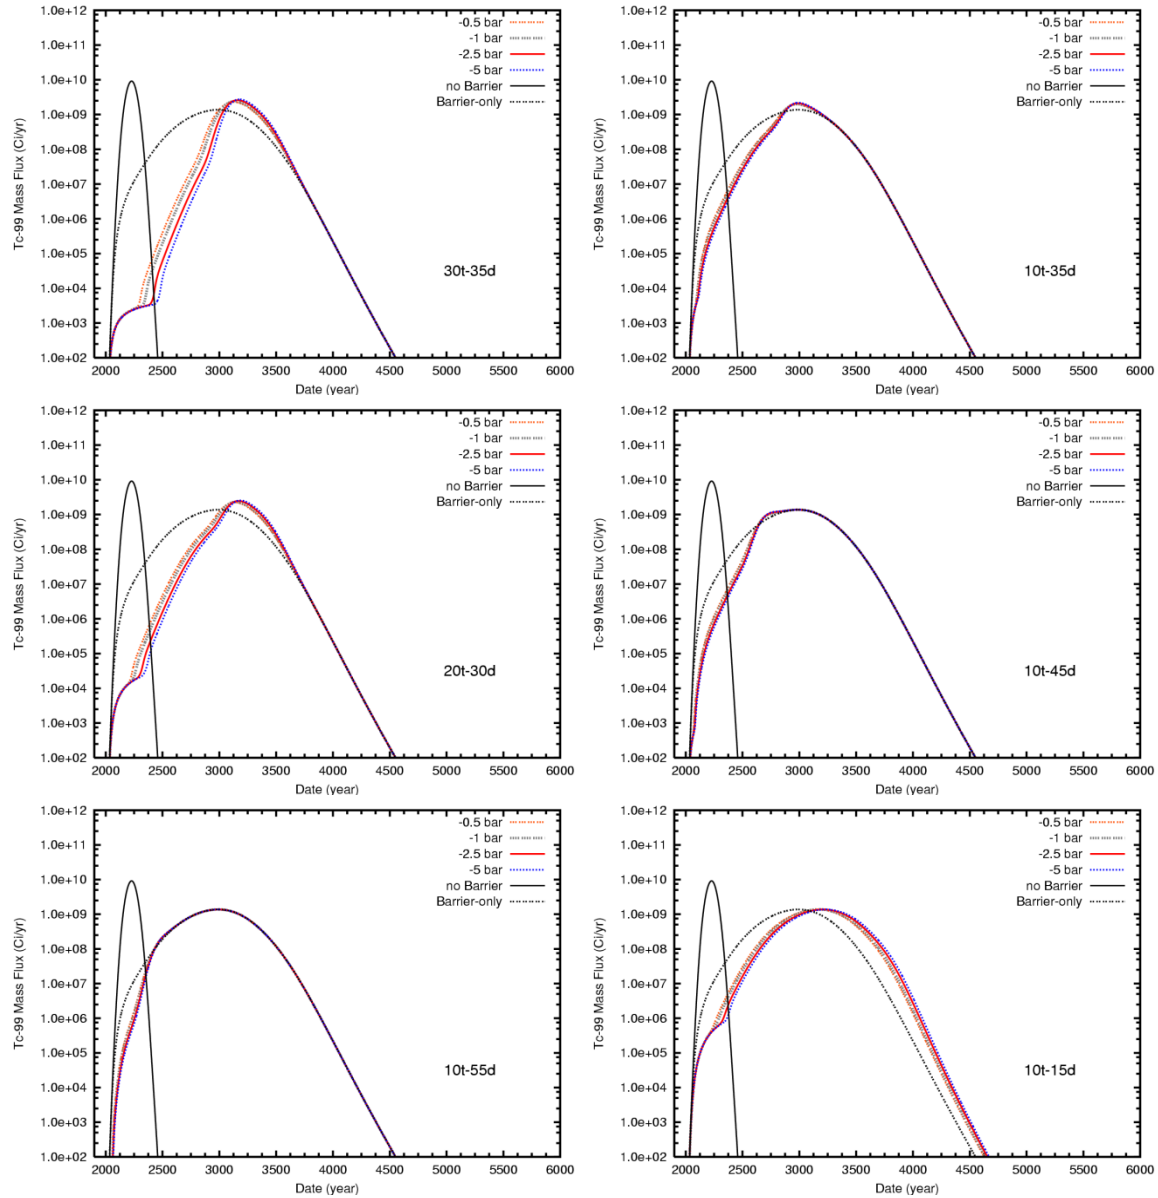 1.0e+12
1.0e+11
1.0e+10
1.0e+09
1.0e+08
1.0e+07
1.0e+06
1.0e+05
1.0e+04
1.0e+03
1.0e+02
Tc-99 Mass Flux (Ci/yr)
-0.5 bar
-1 bar
-2.5 bar
-5 bar
no Barrier
Barrier-only
30t-35d
2000 2500 3000 3500 4000 4500 5000 5500 6000
Date (year)
1.0e+12
1.0e+11
1.0e+10
1.0e+09
1.0e+08
1.0e+07
1.0e+06
1.0e+05
1.0e+04
1.0e+03
1.0e+02
Tc-99 Mass Flux (Ci/yr)
-0.5 bar
-1 bar
-2.5 bar
-5 bar
no Barrier
Barrier-only
10t-35d
2000 2500 3000 3500 4000 4500 5000 5500 6000
Date (year)
1.0e+12
1.0e+11
1.0e+10
1.0e+09
1.0e+08
1.0e+07
1.0e+06
1.0e+05
1.0e+04
1.0e+03
1.0e+02
Tc-99 Mass Flux (Ci/yr)
-0.5 bar
-1 bar
-2.5 bar
-5 bar
no Barrier
Barrier-only
20t-30d
2000 2500 3000 3500 4000 4500 5000 5500 6000
Date (year)
1.0e+12
1.0e+11
1.0e+10
1.0e+09
1.0e+08
1.0e+07
1.0e+06
1.0e+05
1.0e+04
1.0e+03
1.0e+02
Tc-99 Mass Flux (Ci/yr)
-0.5 bar
-1 bar
-2.5 bar
-5 bar
no Barrier
Barrier-only
10t-45d
2000 2500 3000 3500 4000 4500 5000 5500 6000
Date (year)
1.0e+12
1.0e+11
1.0e+10
1.0e+09
1.0e+08
1.0e+07
1.0e+06
1.0e+05
1.0e+04
1.0e+03
1.0e+02
Tc-99 Mass Flux (Ci/yr)
-0.5 bar
-1 bar
-2.5 bar
-5 bar
no Barrier
Barrier-only
10t-55d
2000 2500 3000 3500 4000 4500 5000 5500 6000
Date (year)
1.0e+12
1.0e+11
1.0e+10
1.0e+09
1.0e+08
1.0e+07
1.0e+06
1.0e+05
1.0e+04
1.0e+03
1.0e+02
Tc-99 Mass Flux (Ci/yr)
-0.5 bar
-1 bar
-2.5 bar
-5 bar
no Barrier
Barrier-only
10t-15d
2000 2500 3000 3500 4000 4500 5000 5500 6000
Date (year)